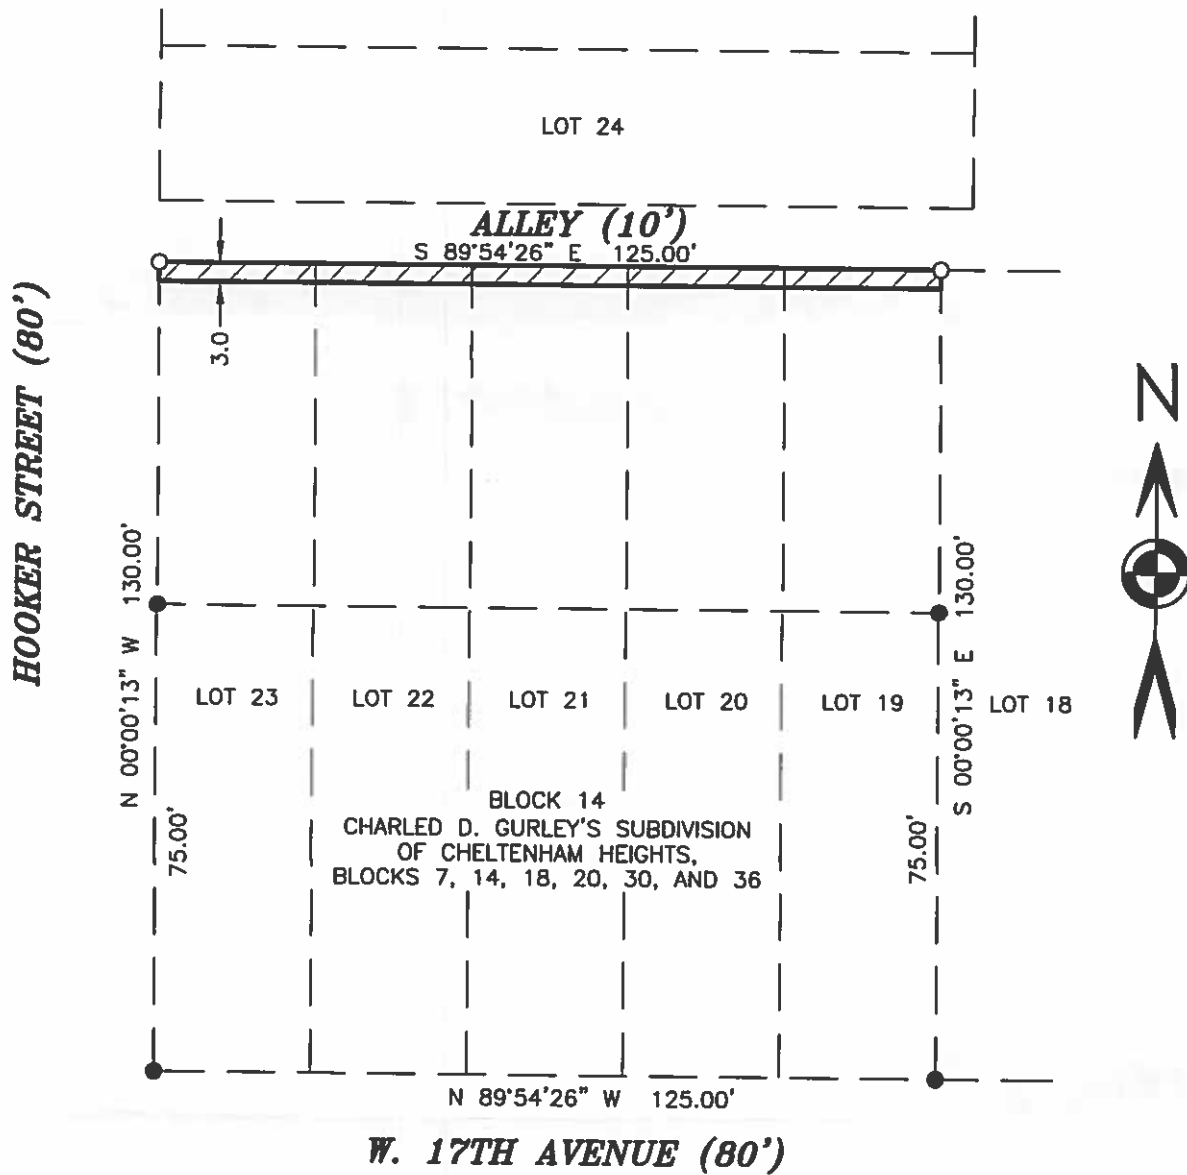 LOT 24
ALLEY (10')
S 89°54'26" E 125.00'
3.0
HOOKER STREET (80')
N
N 00°00'13" W 130.00'
S 00°00'13" E 130.00'
LOT 23
LOT 22
LOT 21
LOT 20
LOT 19
LOT 18
75.00'
75.00'
BLOCK 14
CHARLED D. GURLEY'S SUBDIVISION
OF CHELTENHAM HEIGHTS,
BLOCKS 7, 14, 18, 20, 30, AND 36
N 89°54'26" W 125.00'
W. 17TH AVENUE (80')